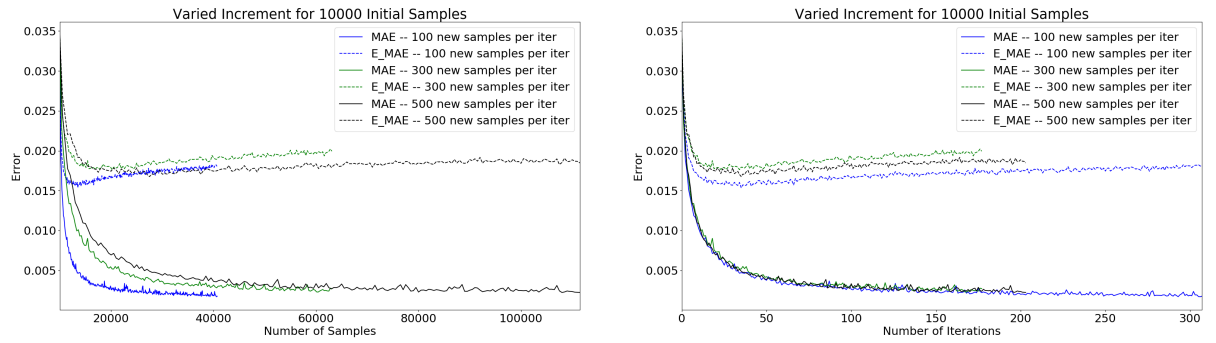 Varied Increment for 10000 Initial Samples
0.035
0.030
0.025
0.020
0.015
0.010
0.005
Error
MAE -- 100 new samples per iter
E_MAE -- 100 new samples per iter
MAE -- 300 new samples per iter
E_MAE -- 300 new samples per iter
MAE -- 500 new samples per iter
E_MAE -- 500 new samples per iter
20000 40000 60000 80000 100000
Number of Samples
Varied Increment for 10000 Initial Samples
0.035
0.030
0.025
0.020
0.015
0.010
0.005
Error
MAE -- 100 new samples per iter
E_MAE -- 100 new samples per iter
MAE -- 300 new samples per iter
E_MAE -- 300 new samples per iter
MAE -- 500 new samples per iter
E_MAE -- 500 new samples per iter
0 50 100 150 200 250 300
Number of Iterations